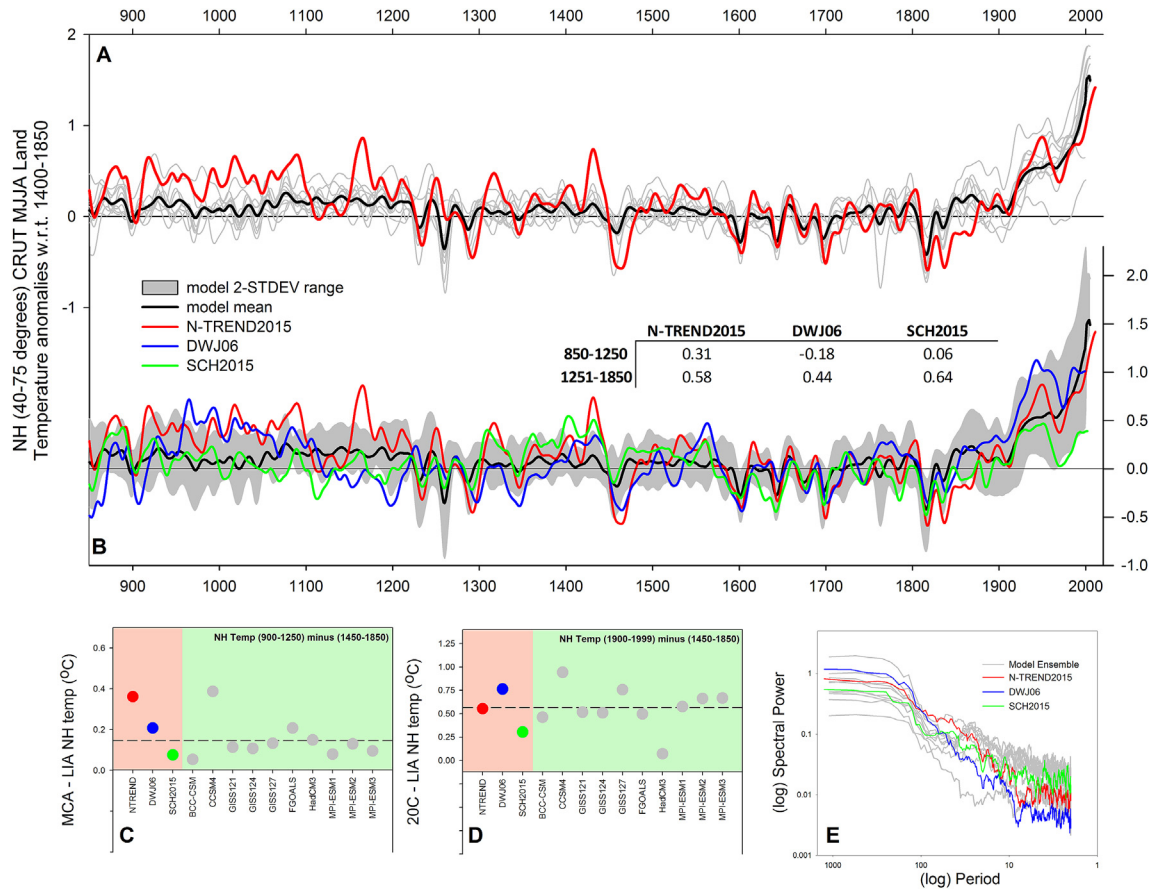 900 1000 1100 1200 1300 1400 1500 1600 1700 1800 1900 2000
A
2
1
0
-1
NH (40-75 degrees) CRUT MJJA Land
Temperature anomalies w.r.t. 1400-1850
model 2-STDEV range
model mean
N-TREND2015
DWJ06
SCH2015
N-TREND2015 DWJ06 SCH2015
850-1250 0.31 -0.18 0.06
1251-1850 0.58 0.44 0.64
2.0
1.5
1.0
0.5
0.0
-0.5
-1.0
B
900 1000 1100 1200 1300 1400 1500 1600 1700 1800 1900 2000
NH Temp (900-1250) minus (1450-1850)
MCA - LIA NH temp (⁰C)
0.6
0.4
0.2
0.0
NTREND
DWJ06
SCH2015
BCC-CSM
CCSM4
GISS121
GISS124
GISS127
FGOALS
HadCM3
MPI-ESM1
MPI-ESM2
MPI-ESM3
C
NH Temp (1900-1999) minus (1450-1850)
20C - LIA NH temp (⁰C)
1.25
1.00
0.75
0.50
0.25
0.00
NTREND
DWJ06
SCH2015
BCC-CSM
CCSM4
GISS121
GISS124
GISS127
FGOALS
HadCM3
MPI-ESM1
MPI-ESM2
MPI-ESM3
D
(log) Spectral Power
1
0.1
0.01
0.001
Model Ensemble
N-TREND2015
DWJ06
SCH2015
E
1000 100 10 1
(log) Period